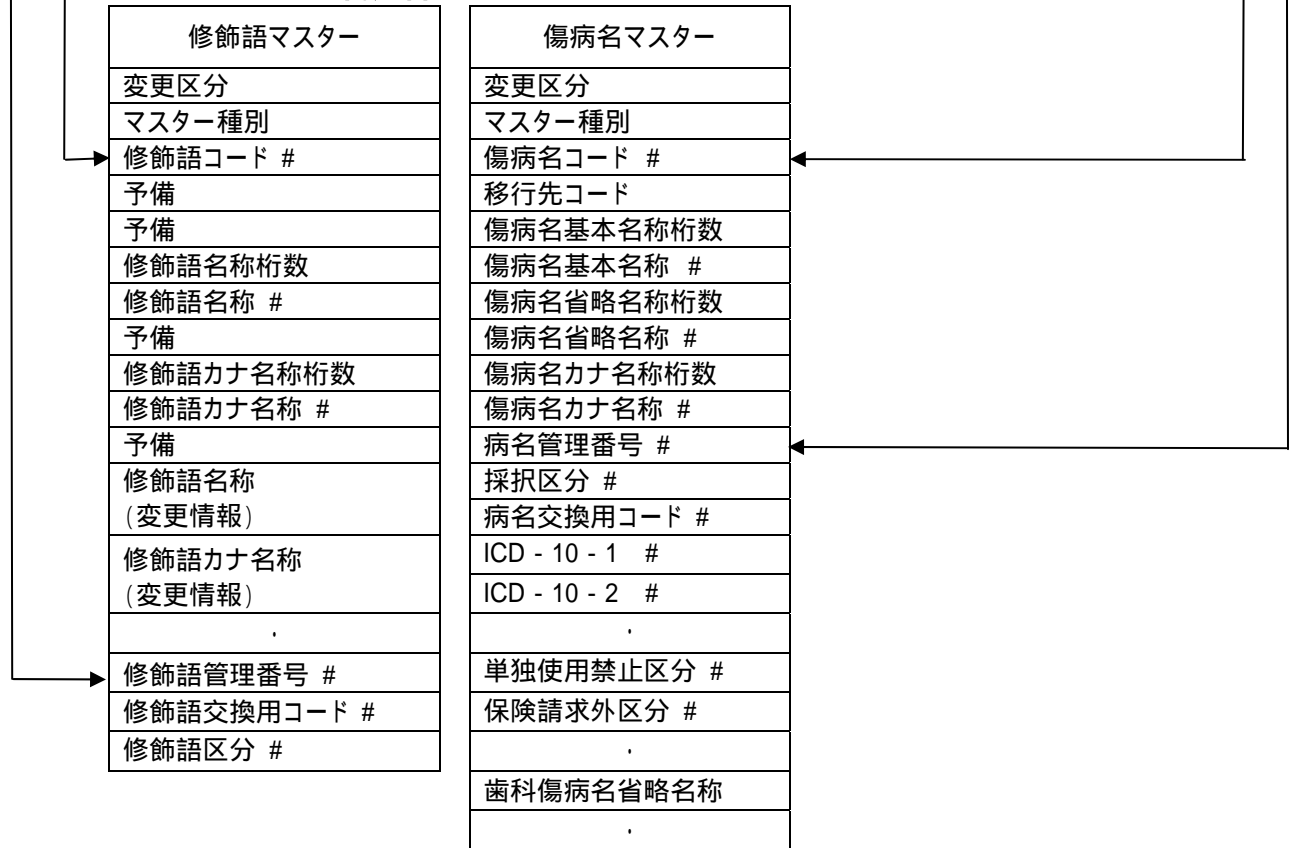 修飾語マスター
変更区分
マスター種別
修飾語コード #
予備
予備
修飾語名称桁数
修飾語名称 #
予備
修飾語カナ名称桁数
修飾語カナ名称 #
予備
修飾語名称
(変更情報)
修飾語カナ名称
(変更情報)
修飾語管理番号 #
修飾語交換用コード #
修飾語区分 #
傷病名マスター
変更区分
マスター種別
傷病名コード #
移行先コード
傷病名基本名称桁数
傷病名基本名称 #
傷病名省略名称桁数
傷病名省略名称 #
傷病名カナ名称桁数
傷病名カナ名称 #
病名管理番号 #
採択区分 #
病名交換用コード #
ICD - 10 - 1 #
ICD - 10 - 2 #
単独使用禁止区分 #
保険請求外区分 #
歯科傷病名省略名称